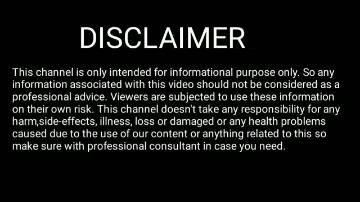 DISCLAIMER
This channel is only intended for informational purpose only. So any
information associated with this video should not be considered as a
professional advice. Viewers are subjected to use these information
on their own risk. This channel doesn't take any responsibility for any
harm,side-effects, illness, loss or damaged or any health problems
caused due to the use of our content or anything related to this so
make sure with professional consultant in case you need.